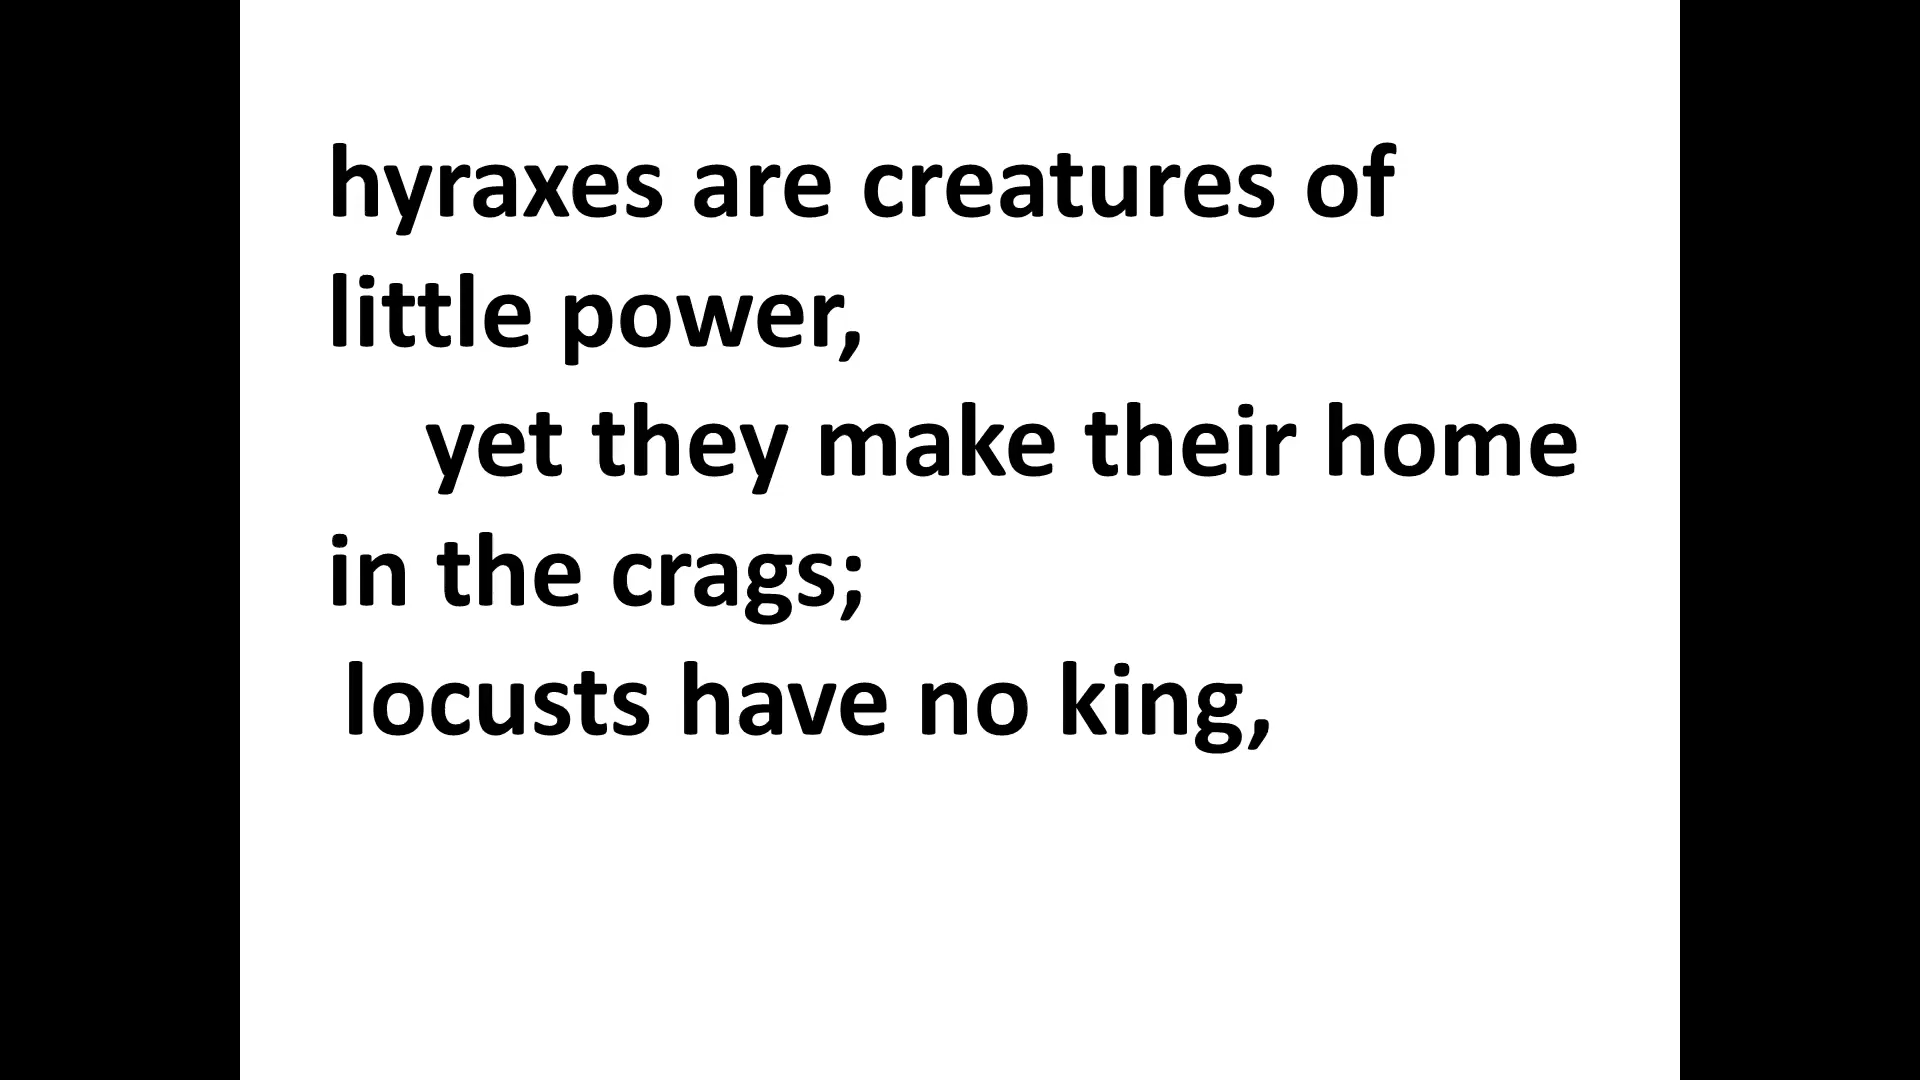 hyraxes are creatures of
little power,
yet they make their home
in the crags;
locusts have no king,